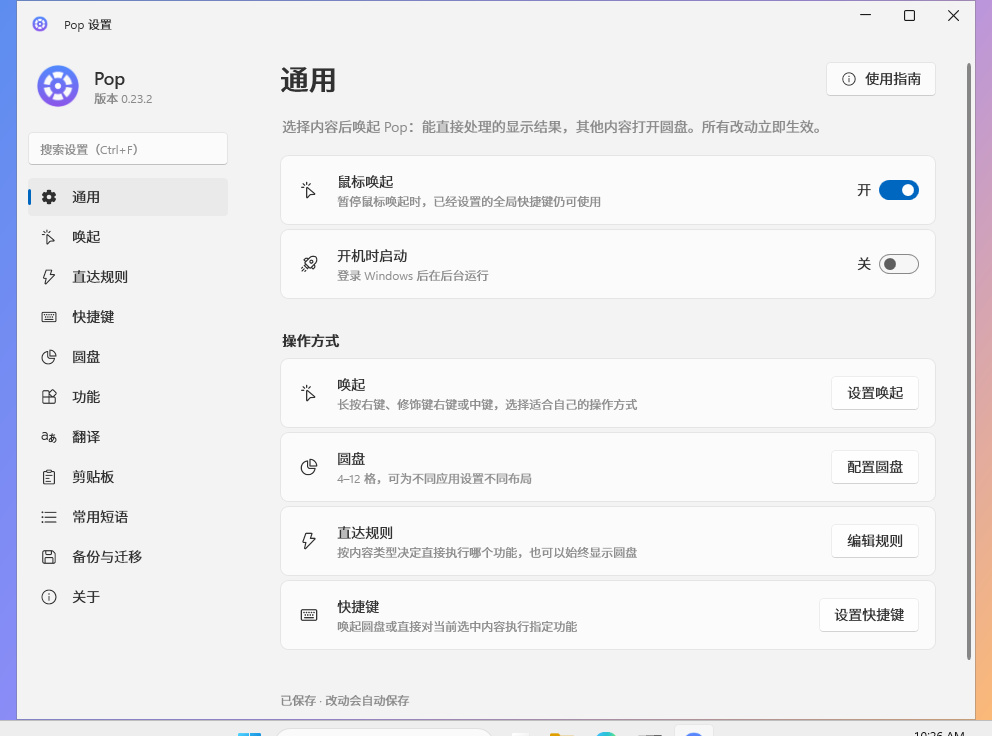 Pop 设置
Pop
版本 0.23.2
搜索设置（Ctrl+F）
通用
唤起
直达规则
快捷键
圆盘
功能
翻译
剪贴板
常用短语
备份与迁移
关于
通用
使用指南
选择内容后唤起 Pop：能直接处理的显示结果，其他内容打开圆盘。所有改动立即生效。
鼠标唤起
暂停鼠标唤起时，已经设置的全局快捷键仍可使用
开
开机时启动
登录 Windows 后在后台运行
关
操作方式
唤起
长按右键、修饰键右键或中键，选择适合自己的操作方式
设置唤起
圆盘
4–12 格，可为不同应用设置不同布局
配置圆盘
直达规则
按内容类型决定直接执行哪个功能，也可以始终显示圆盘
编辑规则
快捷键
唤起圆盘或直接对当前选中内容执行指定功能
设置快捷键
已保存 · 改动会自动保存
10:26 AM